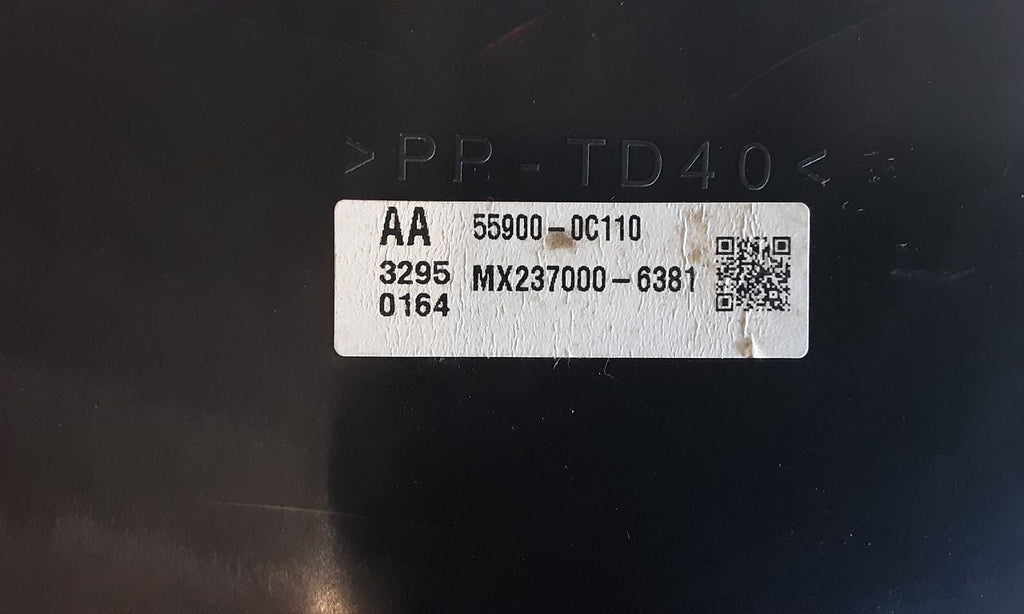 >PP-TD40<
AA 55900-0C110
3295 MX237000-6381
0164